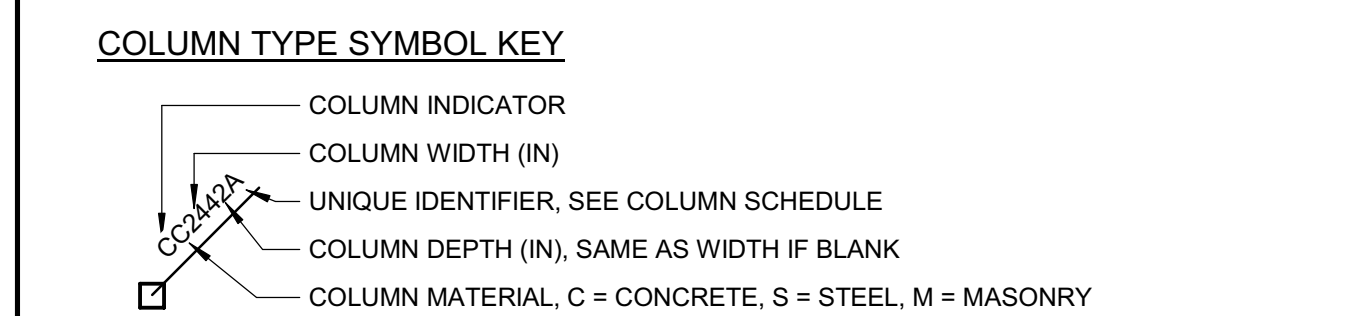 COLUMN TYPE SYMBOL KEY
COLUMN INDICATOR
COLUMN WIDTH (IN)
CC2442A
UNIQUE IDENTIFIER, SEE COLUMN SCHEDULE
COLUMN DEPTH (IN), SAME AS WIDTH IF BLANK
COLUMN MATERIAL, C = CONCRETE, S = STEEL, M = MASONRY